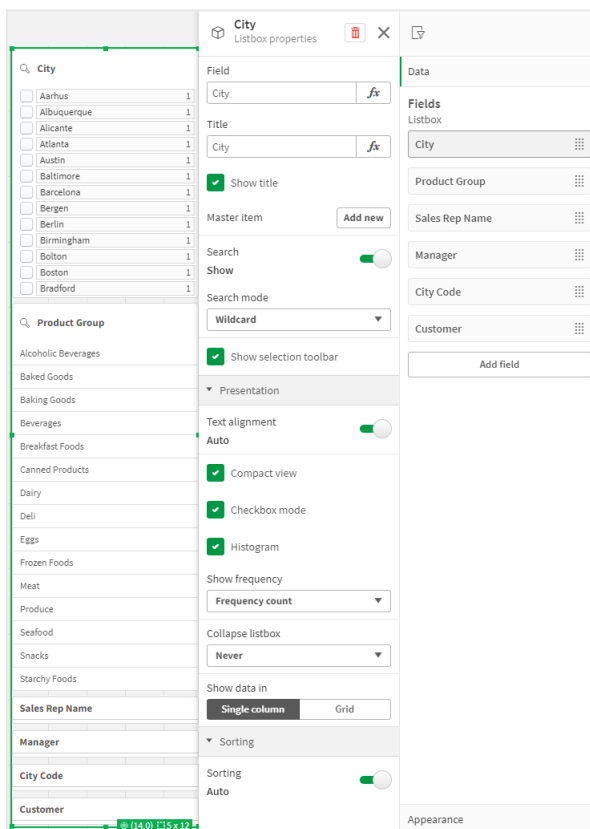 City
Aarhus 1
Albuquerque 1
Alicante 1
Atlanta 1
Austin 1
Baltimore 1
Barcelona 1
Bergen 1
Berlin 1
Birmingham 1
Bolton 1
Boston 1
Bradford 1
Product Group
Alcoholic Beverages
Baked Goods
Baking Goods
Beverages
Breakfast Foods
Canned Products
Dairy
Deli
Eggs
Frozen Foods
Meat
Produce
Seafood
Snacks
Starchy Foods
Sales Rep Name
Manager
City Code
Customer
(14,0) 5 x 12
City
Listbox properties
Field
City fx
Title
City fx
Show title
Master item Add new
Search
Show
Search mode
Wildcard
Show selection toolbar
Presentation
Text alignment
Auto
Compact view
Checkbox mode
Histogram
Show frequency
Frequency count
Collapse listbox
Never
Show data in
Single column Grid
Sorting
Sorting
Auto
Data
Fields
Listbox
City
Product Group
Sales Rep Name
Manager
City Code
Customer
Add field
Appearance